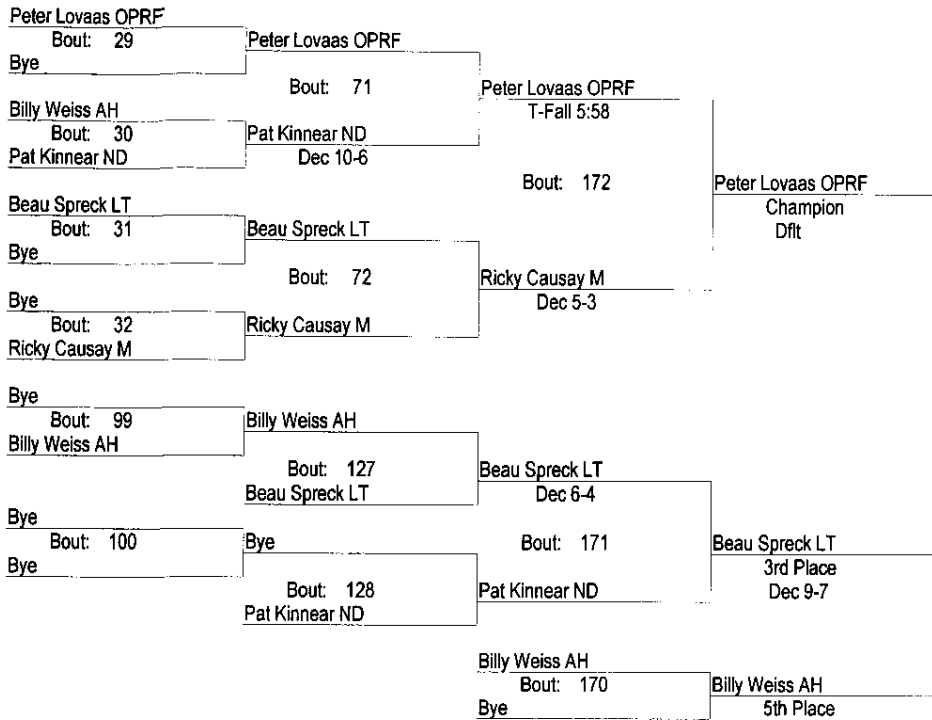 Peter Lovaas OPRF
Bout: 29
Bye
Peter Lovaas OPRF
Bout: 71
Billy Weiss AH
Bout: 30
Pat Kinnear ND
Pat Kinnear ND
Dec 10-6
Peter Lovaas OPRF
T-Fall 5:58
Bout: 172
Peter Lovaas OPRF
Champion
Dflt
Beau Spreck LT
Bout: 31
Bye
Beau Spreck LT
Bout: 72
Bye
Bout: 32
Ricky Causay M
Ricky Causay M
Ricky Causay M
Dec 5-3
Bye
Bout: 99
Billy Weiss AH
Billy Weiss AH
Bout: 127
Beau Spreck LT
Beau Spreck LT
Dec 6-4
Bye
Bout: 100
Bye
Bye
Bout: 128
Pat Kinnear ND
Bout: 171
Pat Kinnear ND
Beau Spreck LT
3rd Place
Dec 9-7
Billy Weiss AH
Bout: 170
Bye
Billy Weiss AH
5th Place